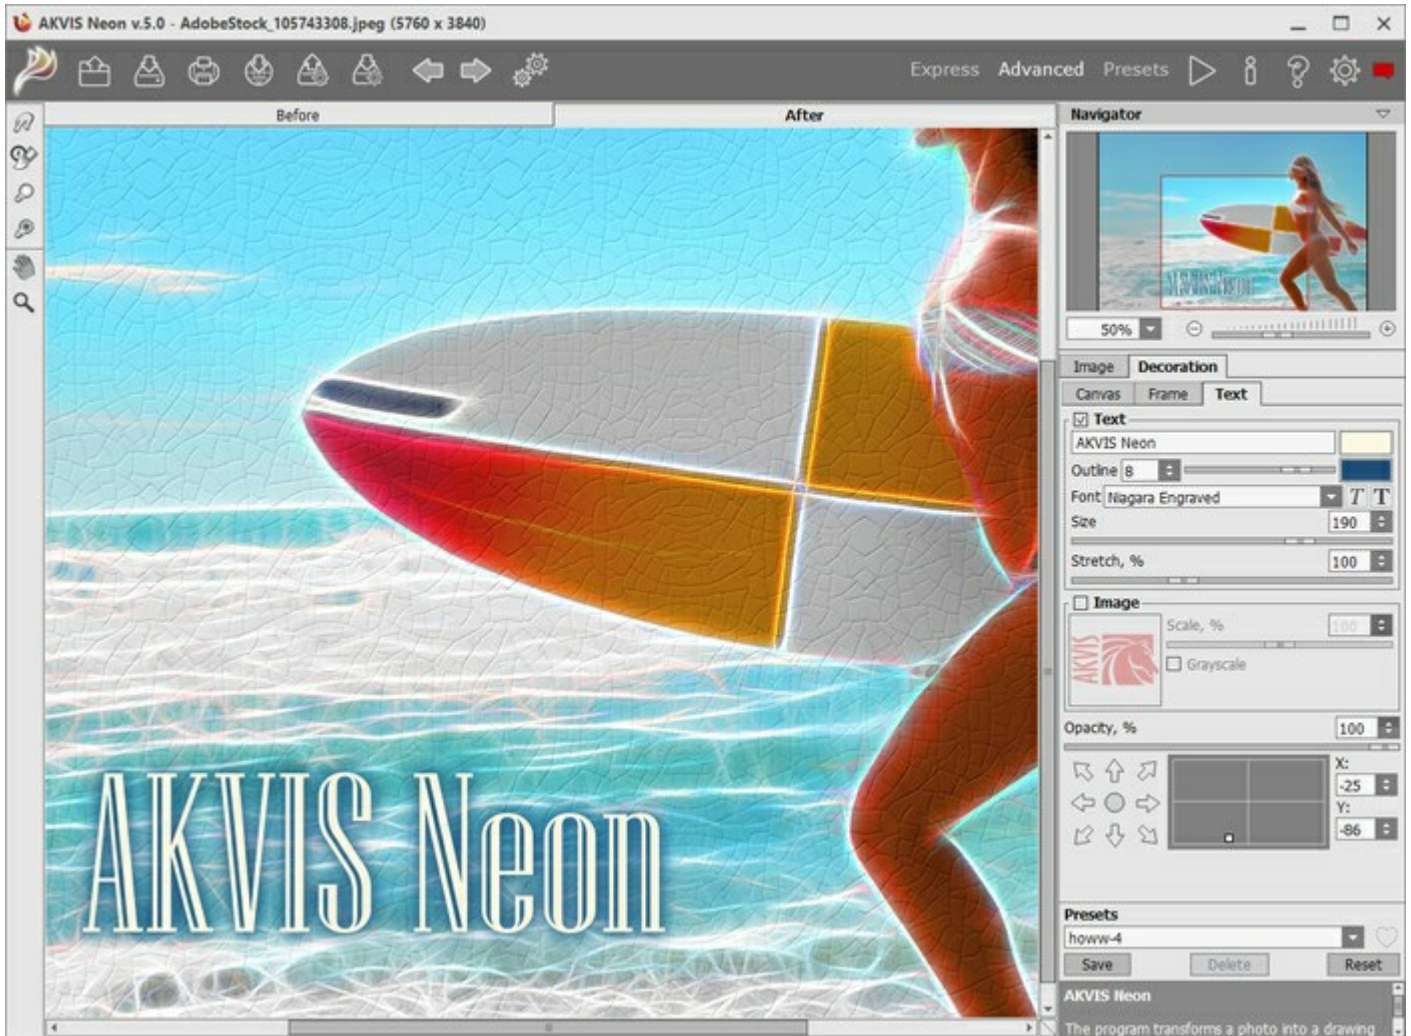 AKVIS Neon v.5.0 - AdobeStock_105743308.jpeg (5760 x 3840)
Express Advanced Presets
Before After
Navigator
50%
Image Decoration
Canvas Frame Text
Text
AKVIS Neon
Outline 8
Font Niagara Engraved T T
Size 190
Stretch, % 100
Image
AKVIS
Scale, % 100
Grayscale
Opacity, % 100
X:
-25
Y:
-86
AKVIS Neon
Presets
howw-4
Save Delete Reset
AKVIS Neon
The program transforms a photo into a drawing